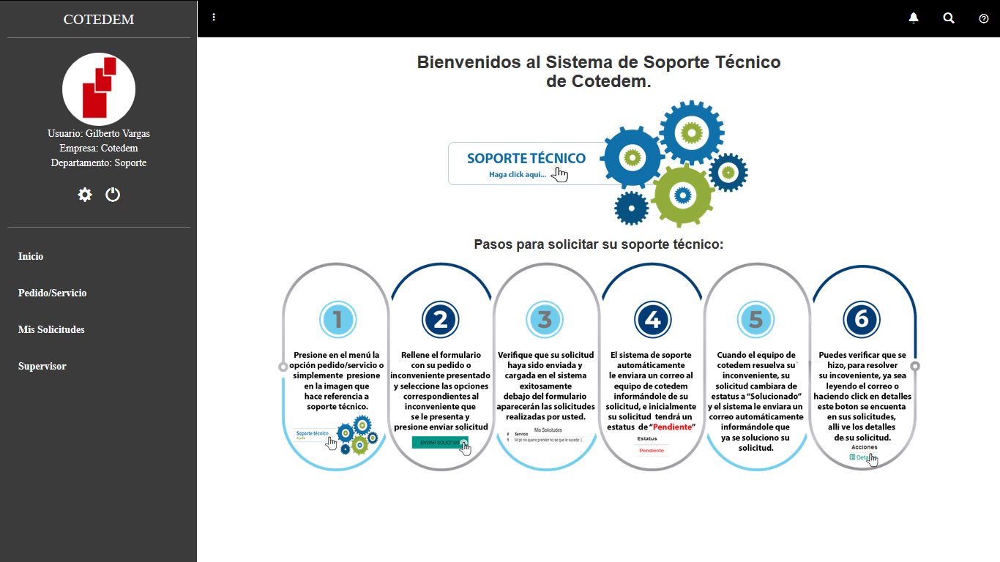 COTEDEM
Usuario: Gilberto Vargas
Empresa: Cotedem
Departamento: Soporte
Inicio
Pedido/Servicio
Mis Solicitudes
Supervisor
Bienvenidos al Sistema de Soporte Técnico
de Cotedem.
SOPORTE TÉCNICO
Haga click aquí...
Pasos para solicitar su soporte técnico:
1
Presione en el menú la
opción pedido/servicio o
simplemente presione
en la imagen que
hace referencia a
soporte técnico.
Soporte técnico
Ayuda
2
Rellene el formulario
con su pedido o
inconveniente presentado
y seleccione las opciones
correspondientes al
inconveniente que
se le presenta y
presione enviar solicitud
ENVIAR SOLICITUD
3
Verifique que su solicitud
haya sido enviada y
cargada en el sistema
exitosamente
debajo del formulario
aparecerán las solicitudes
realizadas por usted.
Mis Solicitudes
# Servicio
1 Mi pc no quiere prender no se que le sucede :(...
4
El sistema de soporte
automáticamente
le enviara un correo al
equipo de cotedem
informándole de su
solicitud, e inicialmente
su solicitud tendrá un
estatus de “Pendiente”
Estatus
Pendiente
5
Cuando el equipo de
cotedem resuelva su
inconveniente, su
solicitud cambiara de
estatus a “Solucionado”
y el sistema le enviara un
correo automáticamente
informándole que
ya se soluciono su
solicitud.
6
Puedes verificar que se
hizo, para resolver
su incoveniente, ya sea
leyendo el correo o
haciendo click en detalles
este boton se encuenta
en sus solicitudes,
alli ve los detalles
de su solicitud.
Acciones